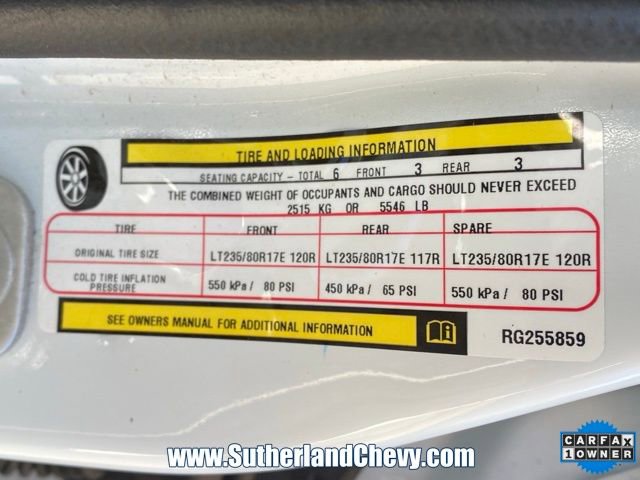 TIRE AND LOADING INFORMATION
SEATING CAPACITY - TOTAL 6 FRONT 3 REAR 3
THE COMBINED WEIGHT OF OCCUPANTS AND CARGO SHOULD NEVER EXCEED
2515 KG OR 5546 LB
TIRE FRONT REAR SPARE
ORIGINAL TIRE SIZE LT235/80R17E 120R LT235/80R17E 117R LT235/80R17E 120R
COLD TIRE INFLATION PRESSURE 550 kPa / 80 PSI 450 kPa / 65 PSI 550 kPa / 80 PSI
SEE OWNERS MANUAL FOR ADDITIONAL INFORMATION
RG255859
www.SutherlandChevy.com
CARFAX
1 OWNER